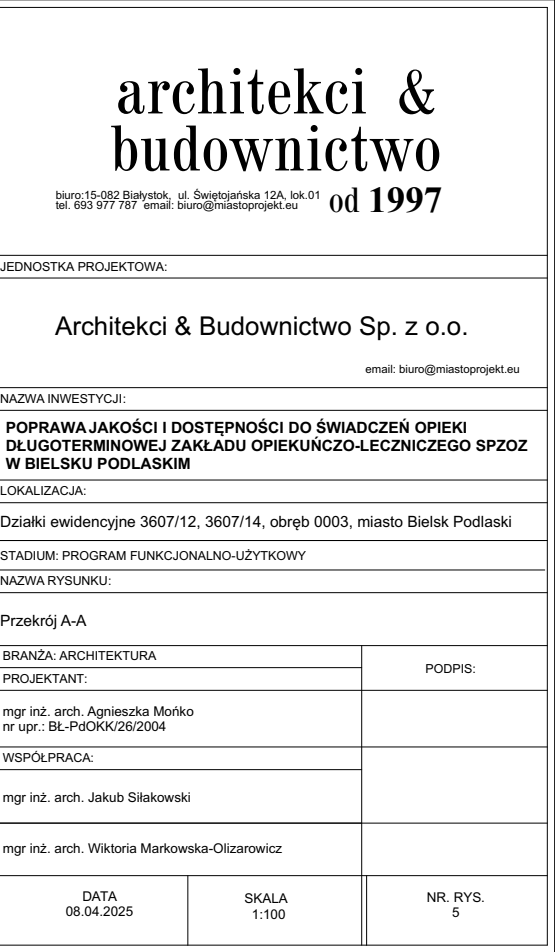 architekci &
budownictwo
biuro:15-082 Białystok, ul. Świętojańska 12A, lok.01
tel. 693 977 787 email: biuro@miastoprojekt.eu
od 1997
JEDNOSTKA PROJEKTOWA:
Architekci & Budownictwo Sp. z o.o.
email: biuro@miastoprojekt.eu
NAZWA INWESTYCJI:
POPRAWA JAKOŚCI I DOSTĘPNOŚCI DO ŚWIADCZEŃ OPIEKI
DŁUGOTERMINOWEJ ZAKŁADU OPIEKUŃCZO-LECZNICZEGO SPZOZ
W BIELSKU PODLASKIM
LOKALIZACJA:
Działki ewidencyjne 3607/12, 3607/14, obręb 0003, miasto Bielsk Podlaski
STADIUM: PROGRAM FUNKCJONALNO-UŻYTKOWY
NAZWA RYSUNKU:
Przekrój A-A
BRANŻA: ARCHITEKTURA
PODPIS:
PROJEKTANT:
mgr inż. arch. Agnieszka Mońko
nr upr.: BŁ-PdOKK/26/2004
WSPÓŁPRACA:
mgr inż. arch. Jakub Siłakowski
mgr inż. arch. Wiktoria Markowska-Olizarowicz
DATA
08.04.2025
SKALA
1:100
NR. RYS.
5